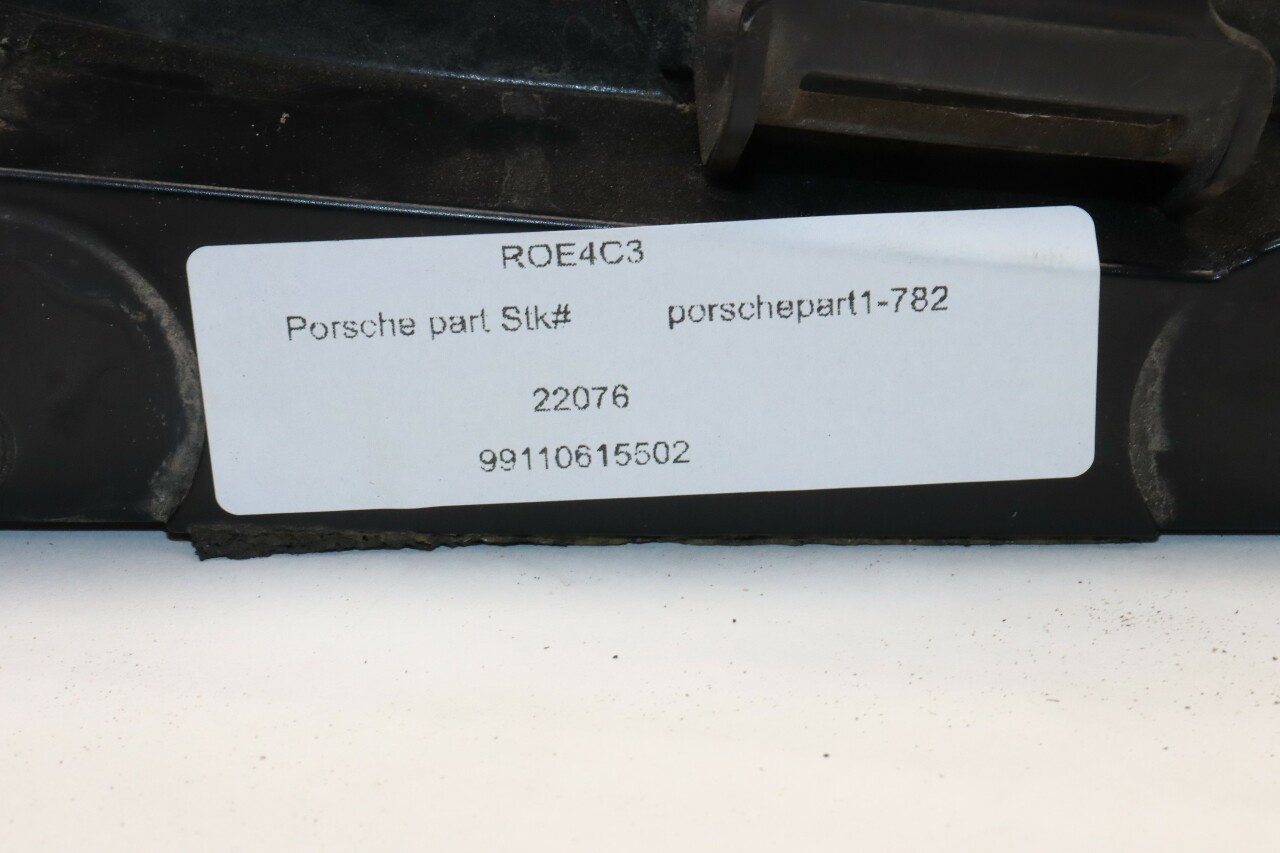 ROE4C3
Porsche part Stk# porschepart1-782
22076
99110615502